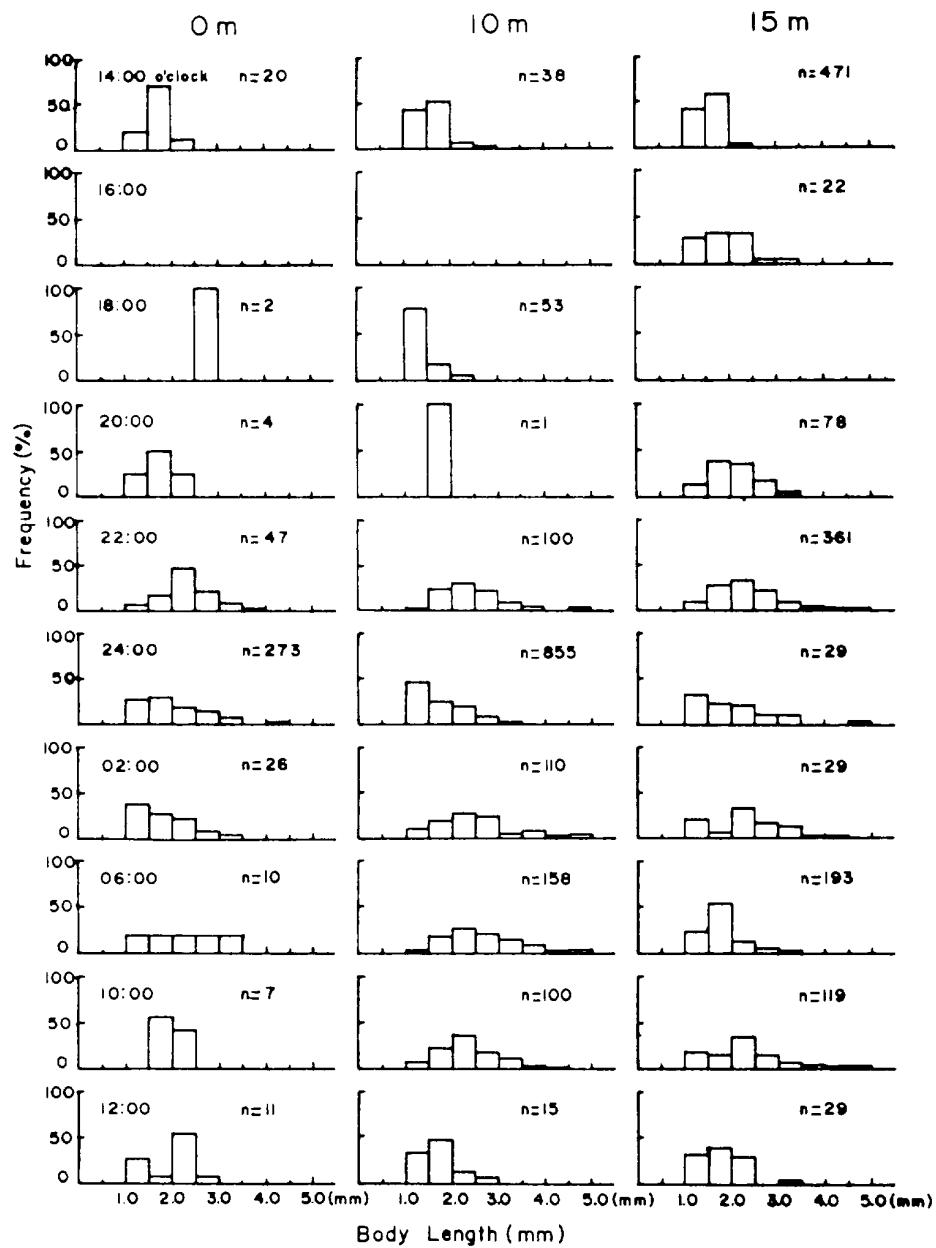 0 m 10 m 15 m
100 14:00 o'clock n=20 n=38 n=471
50
0
100 16:00 n=22
50
0
100 18:00 n=2 n=53
50
0
100 20:00 n=4 n=1 n=78
50
0
100 22:00 n=47 n=100 n=361
50
0
100 24:00 n=273 n=855 n=29
50
0
100 02:00 n=26 n=110 n=29
50
0
100 06:00 n=10 n=158 n=193
50
0
100 10:00 n=7 n=100 n=119
50
0
100 12:00 n=11 n=15 n=29
50
0
Frequency (%)
1.0 2.0 3.0 4.0 5.0 (mm) 1.0 2.0 3.0 4.0 5.0 (mm) 1.0 2.0 3.0 4.0 5.0 (mm)
Body Length (mm)